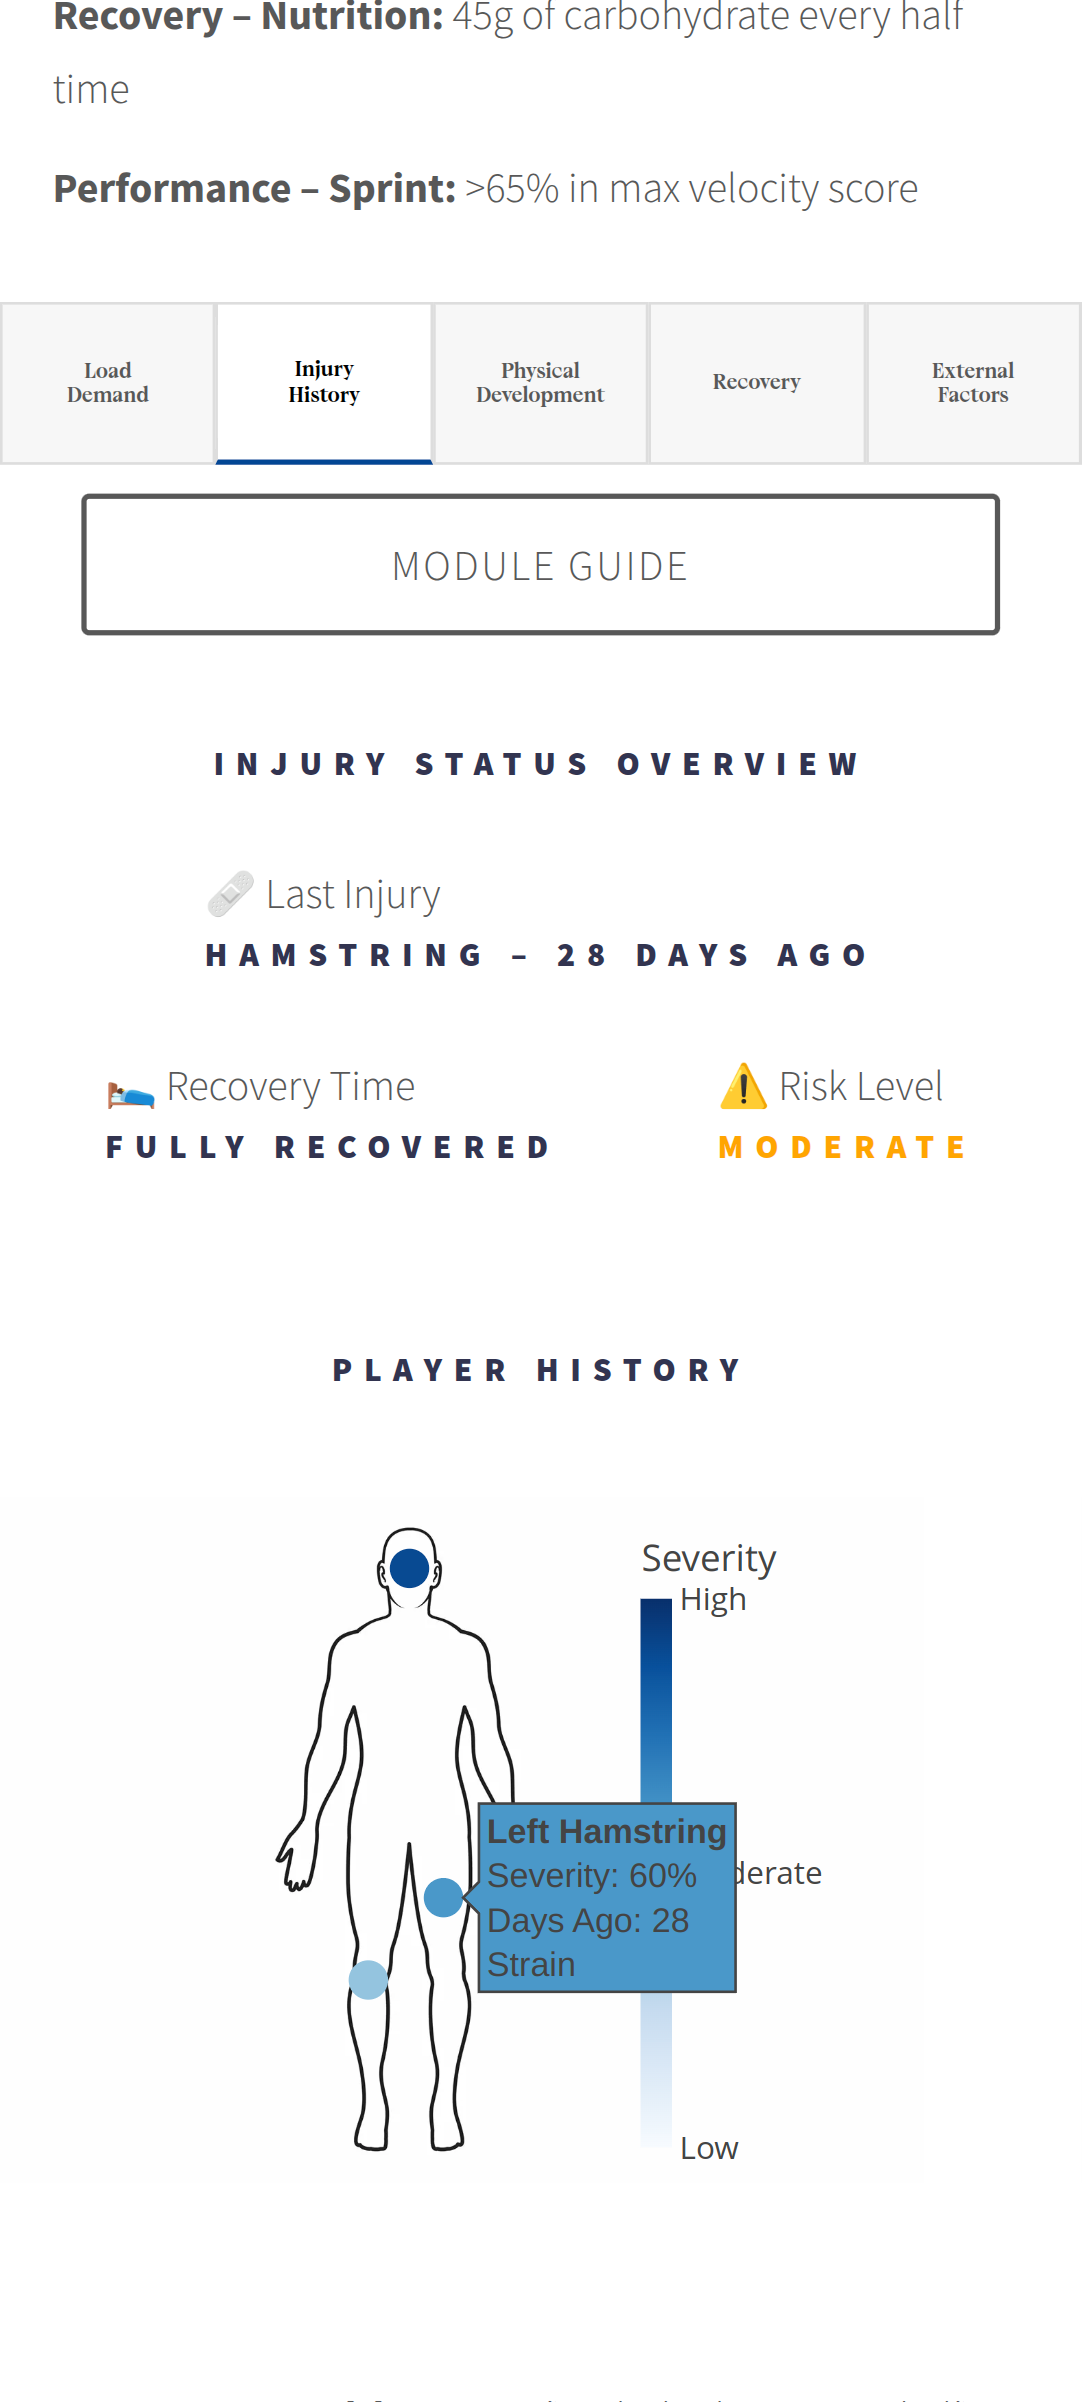 Recovery – Nutrition: 45g of carbohydrate every half
time
Performance – Sprint: >65% in max velocity score
Load
Demand
Injury
History
Physical
Development
Recovery
External
Factors
MODULE GUIDE
INJURY STATUS OVERVIEW
Last Injury
HAMSTRING – 28 DAYS AGO
Recovery Time
FULLY RECOVERED
Risk Level
MODERATE
PLAYER HISTORY
Severity
High
Left Hamstring
Severity: 60%
Days Ago: 28
Strain
Low